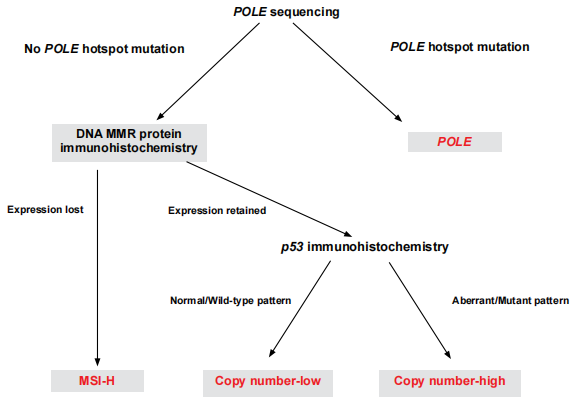 POLE sequencing
No POLE hotspot mutation
POLE hotspot mutation
DNA MMR protein
immunohistochemistry
POLE
Expression lost
Expression retained
p53 immunohistochemistry
Normal/Wild-type pattern
Aberrant/Mutant pattern
MSI-H
Copy number-low
Copy number-high